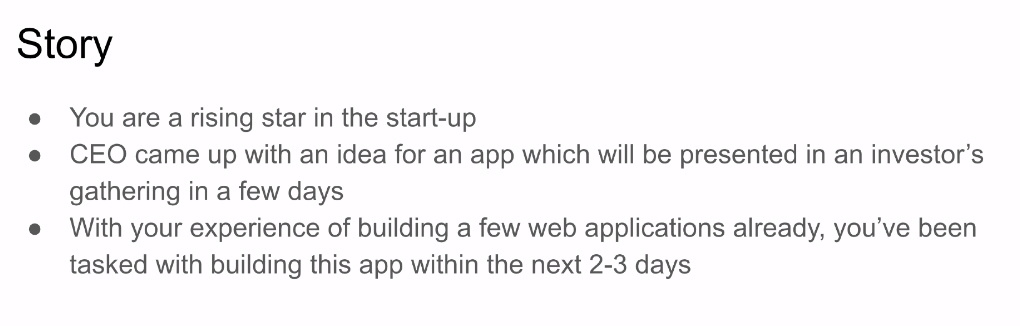 Story
● You are a rising star in the start-up
● CEO came up with an idea for an app which will be presented in an investor’s
gathering in a few days
● With your experience of building a few web applications already, you’ve been
tasked with building this app within the next 2-3 days